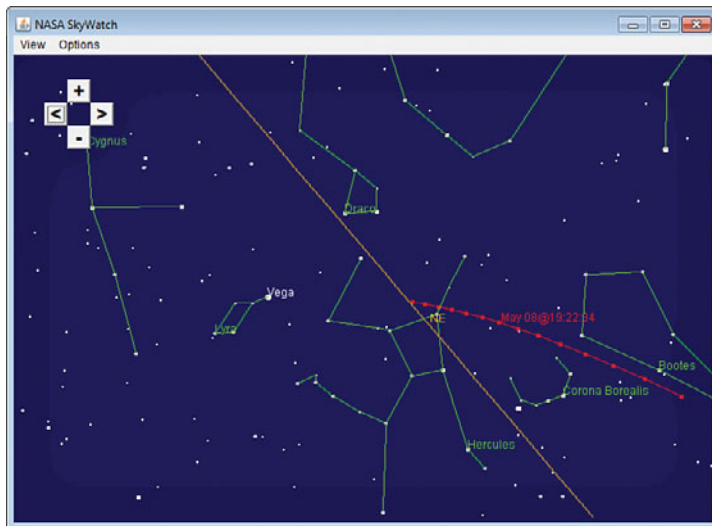 NASA SkyWatch
View Options
+
< >
-
Cygnus
Draco
Vega
Lyra
NE
May 08@19:22:34
Bootes
Corona Borealis
Hercules